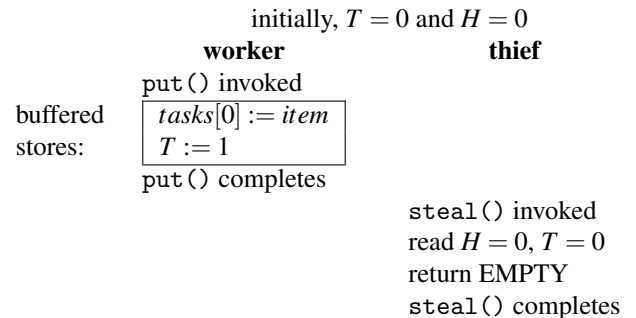 initially, T = 0 and H = 0
worker thief
put() invoked
buffered tasks[0] := item
stores: T := 1
put() completes
steal() invoked
read H = 0, T = 0
return EMPTY
steal() completes